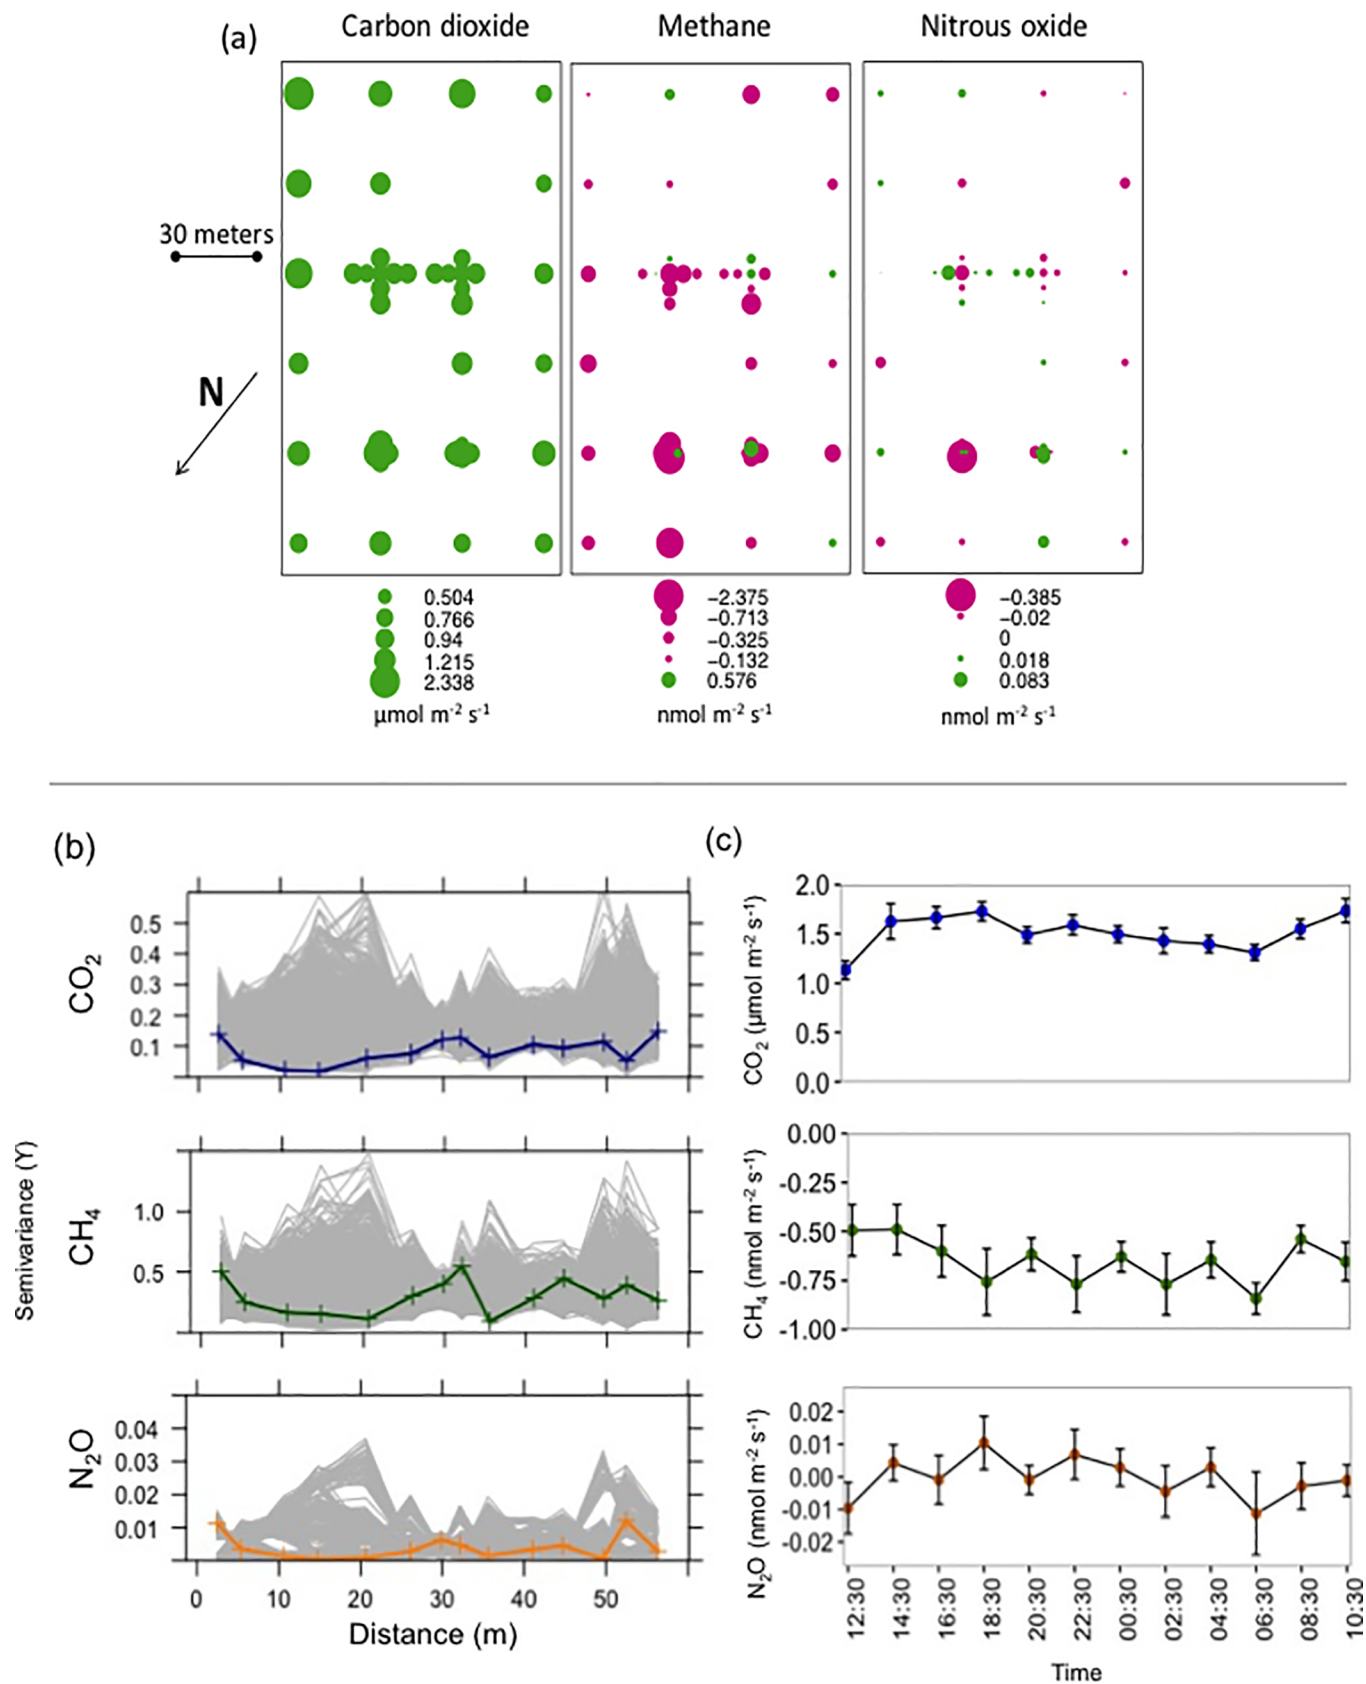 (a)
Carbon dioxide Methane Nitrous oxide
30 meters
N
0.504 −2.375 −0.385
0.766 −0.713 −0.02
0.94 −0.325 0
1.215 −0.132 0.018
2.338 0.576 0.083
µmol m-2 s-1 nmol m-2 s-1 nmol m-2 s-1
(b)
Semivariance (Y)
CO2
0.5
0.4
0.3
0.2
0.1
CH4
1.0
0.5
N2O
0.04
0.03
0.02
0.01
0 10 20 30 40 50
Distance (m)
(c)
CO2 (µmol m-2 s-1)
2.0
1.5
1.0
0.5
0.0
CH4 (nmol m-2 s-1)
0.00
-0.25
-0.50
-0.75
-1.00
N2O (nmol m-2 s-1)
0.02
0.01
0.00
-0.01
-0.02
12:30 14:30 16:30 18:30 20:30 22:30 00:30 02:30 04:30 06:30 08:30 10:30
Time